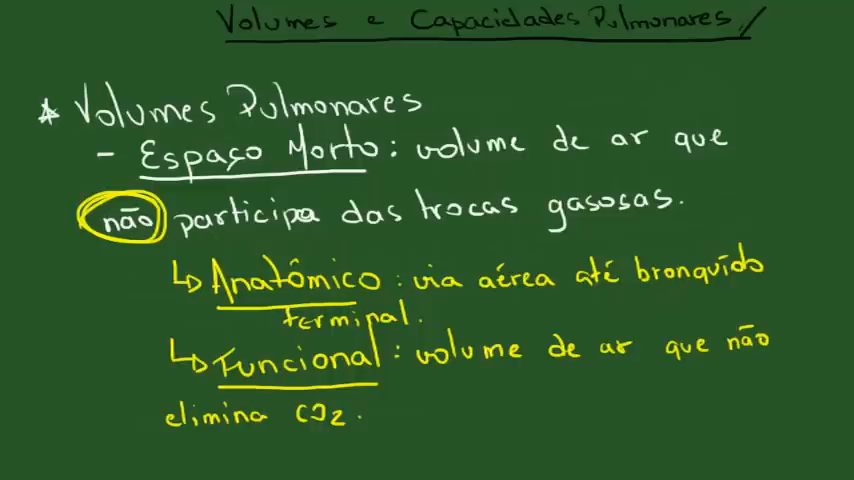 Volumes e Capacidades Pulmonares
* Volumes Pulmonares
- Espaço Morto: volume de ar que
não participa das trocas gasosas.
↳ Anatômico: via aérea até bronquído
terminal.
↳ Funcional: volume de ar que não
elimina CO2.